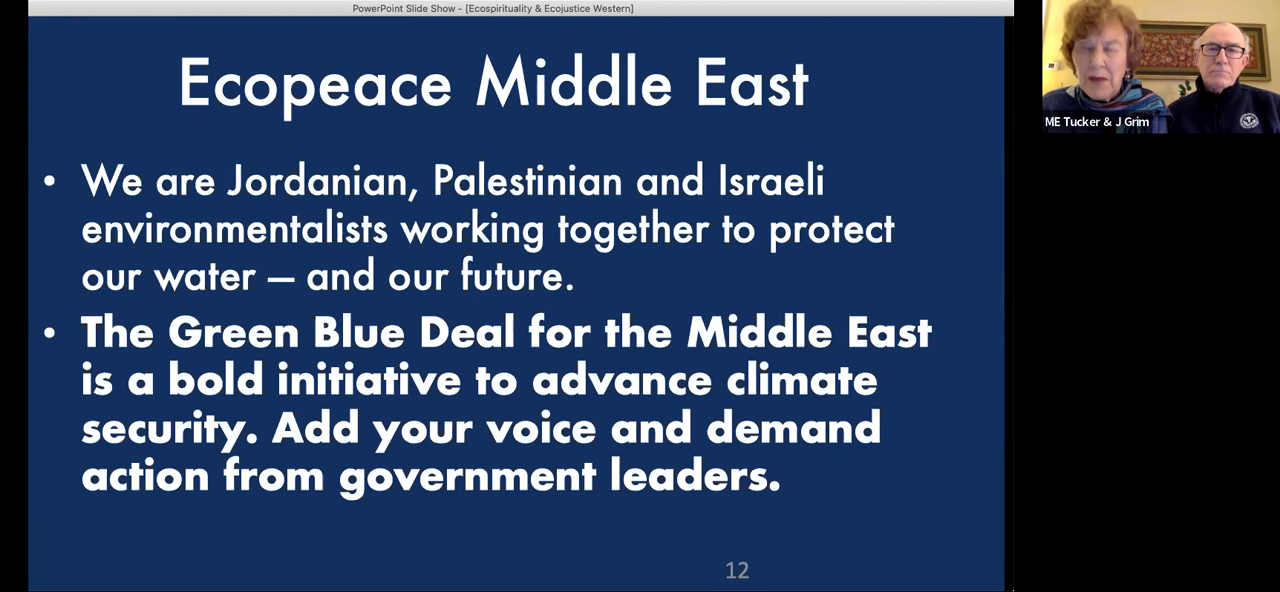 PowerPoint Slide Show - [Ecospirituality & Ecojustice Western]
Ecopeace Middle East
• We are Jordanian, Palestinian and Israeli
environmentalists working together to protect
our water – and our future.
• The Green Blue Deal for the Middle East
is a bold initiative to advance climate
security. Add your voice and demand
action from government leaders.
12
ME Tucker & J Grim